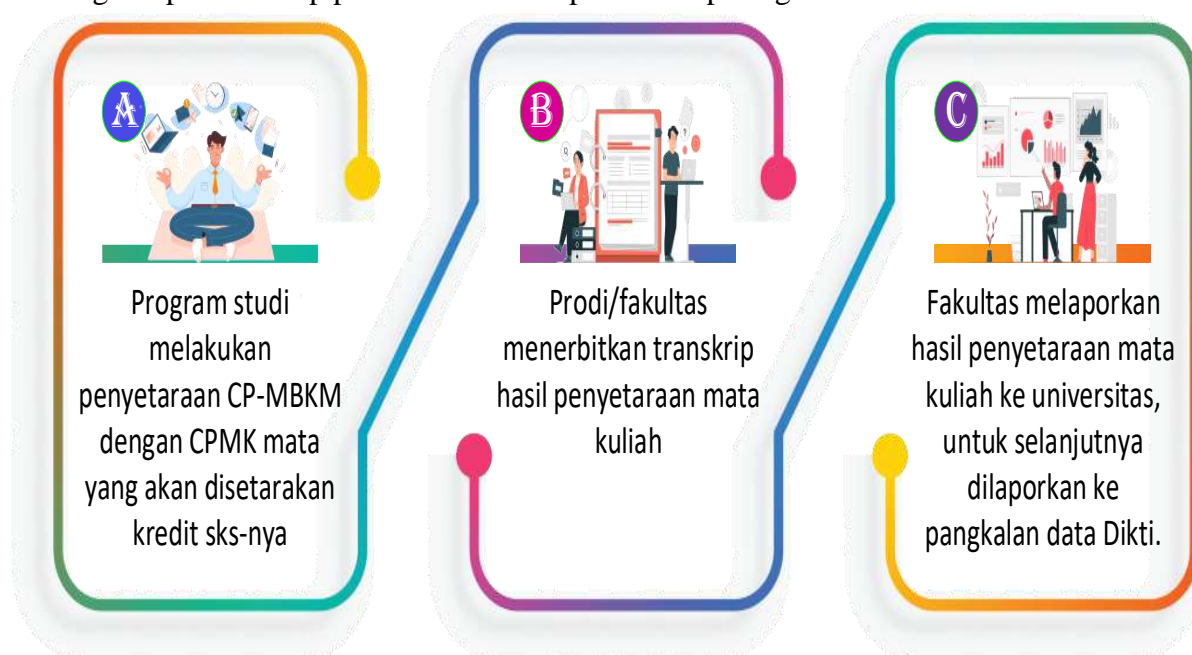 A
Program studi
melakukan
penyetaraan CP-MBKM
dengan CPMK mata
yang akan disetarakan
kredit sks-nya
B
Prodi/fakultas
menerbitkan transkrip
hasil penyetaraan mata
kuliah
C
Fakultas melaporkan
hasil penyetaraan mata
kuliah ke universitas,
untuk selanjutnya
dilaporkan ke
pangkalan data Dikti.